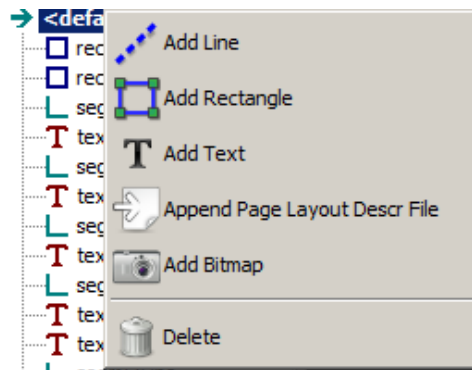 <defa
rec
Add Line
rec
Add Rectangle
seg
tex
Add Text
seg
tex
Append Page Layout Descr File
seg
tex
Add Bitmap
seg
tex
Delete
tex